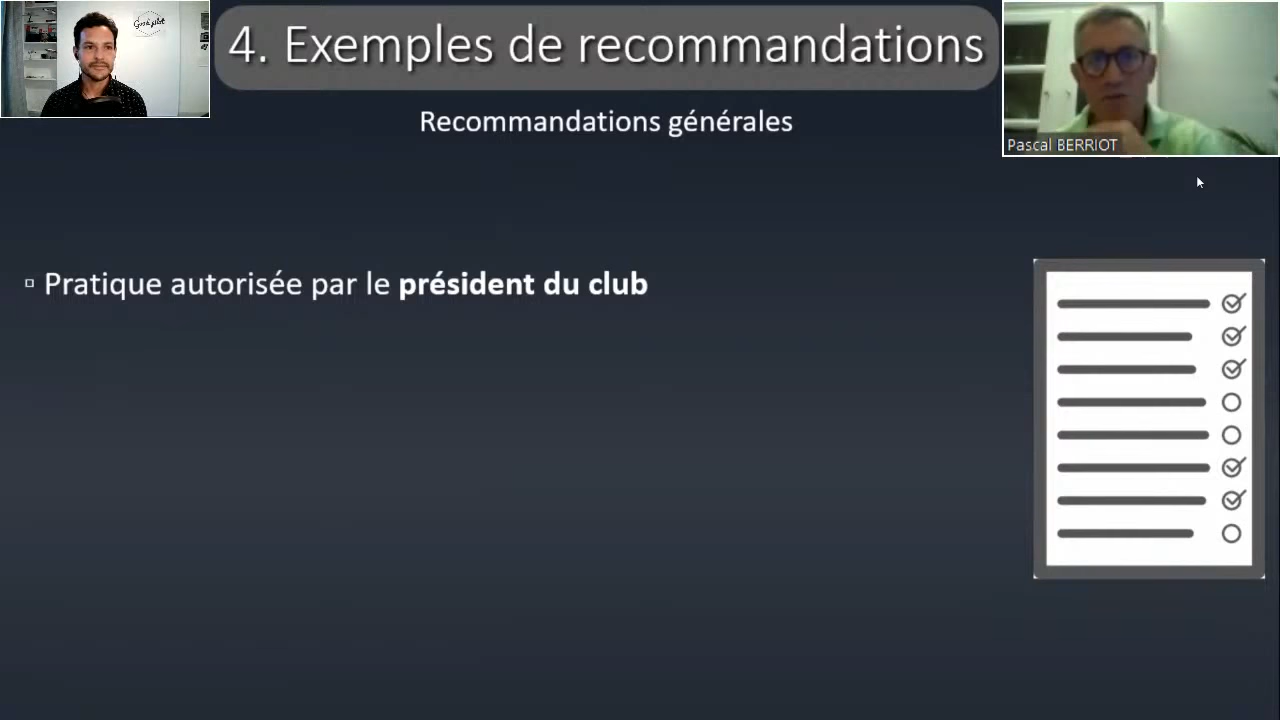 4. Exemples de recommandations
Recommandations générales
Pascal BERRIOT
▫ Pratique autorisée par le président du club